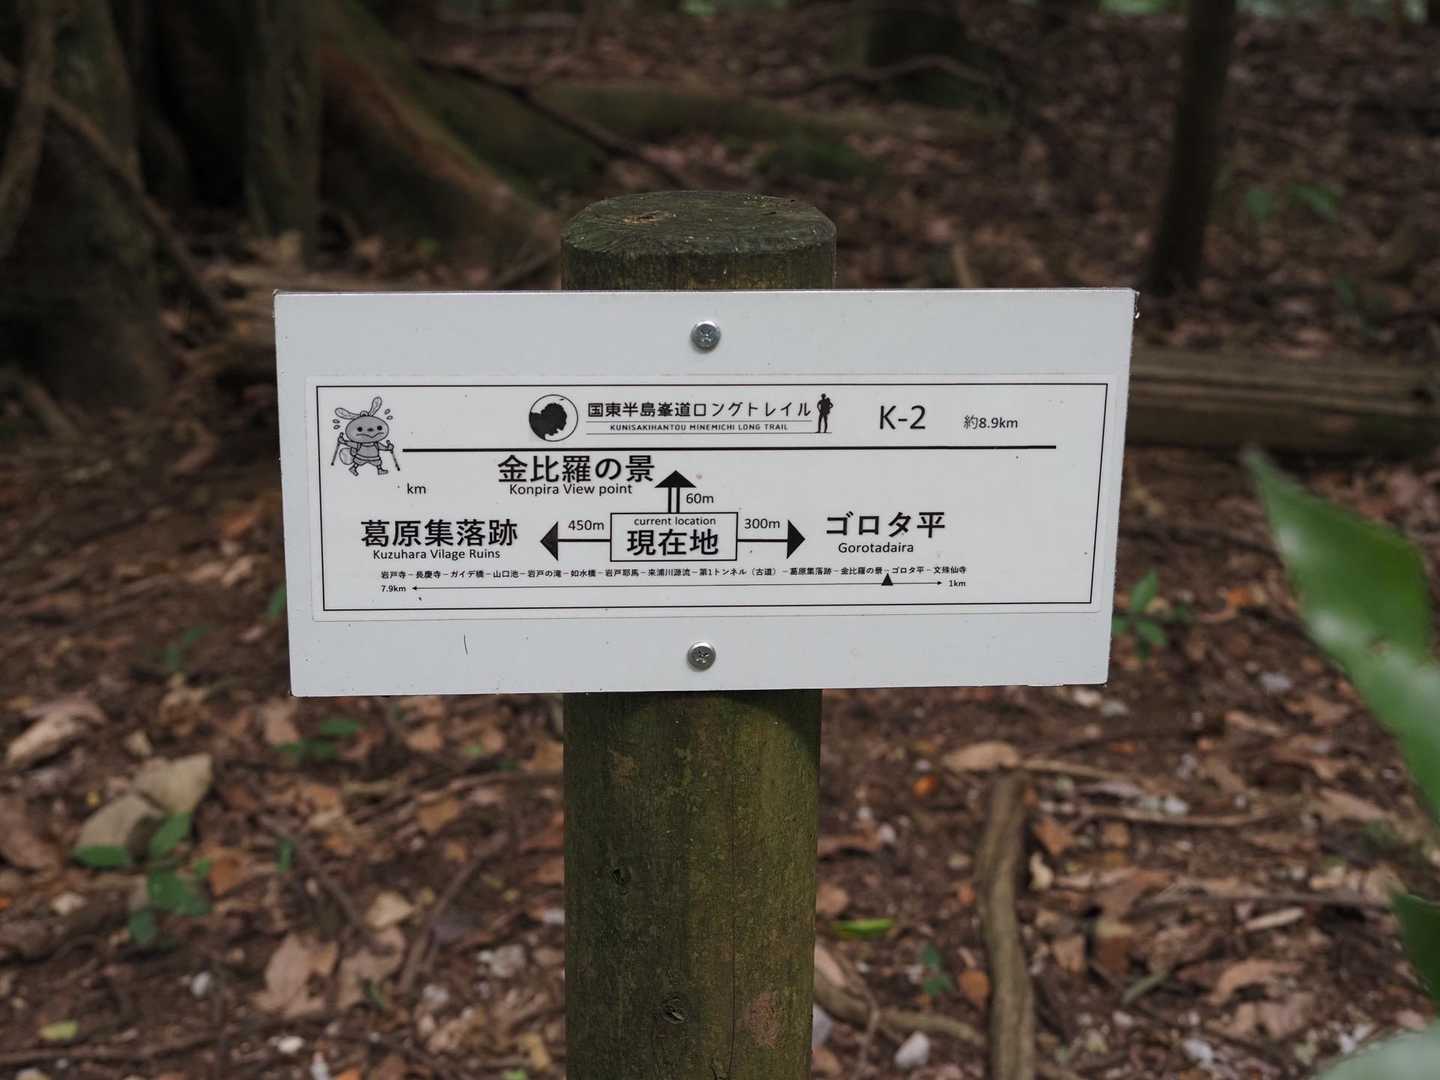 国東半島峯道ロングトレイル
KUNISAKIHANTOU MINEMICHI LONG TRAIL
K-2 約8.9km
金比羅の景
Konpira View point
km
60m
葛原集落跡
Kuzuhara Vilage Ruins
450m
current location
現在地
300m
ゴロタ平
Gorotadaira
岩戸寺－長慶寺－ガイデ橋－山口池－岩戸の滝－如水橋－岩戸耶馬－来浦川源流－第1トンネル（古道）－葛原集落跡－金比羅の景－ゴロタ平－文殊仙寺
7.9km 1km